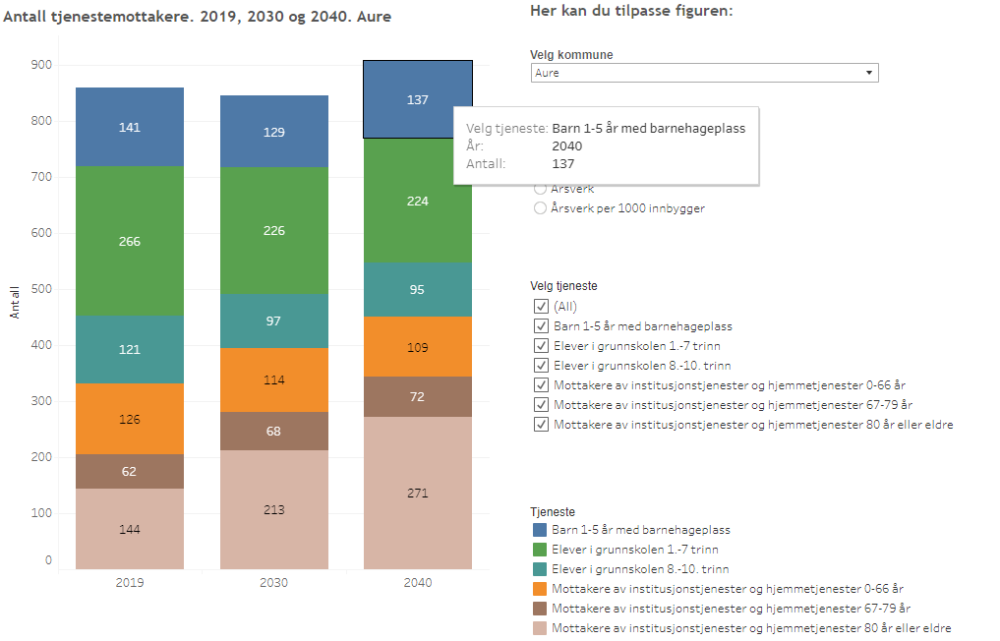 Antall tjenestemottakere. 2019, 2030 og 2040. Aure
Her kan du tilpasse figuren:
Velg kommune
Aure
Velg tjeneste: Barn 1-5 år med barnehageplass
År: 2040
Antall: 137
Årsverk
Årsverk per 1000 innbygger
Antall
900
800
700
600
500
400
300
200
100
0
141
266
121
126
62
144
129
226
97
114
68
213
137
224
95
109
72
271
2019
2030
2040
Velg tjeneste
(All)
Barn 1-5 år med barnehageplass
Elever i grunnskolen 1.-7 trinn
Elever i grunnskolen 8.-10. trinn
Mottakere av institusjonstjenester og hjemmetjenester 0-66 år
Mottakere av institusjonstjenester og hjemmetjenester 67-79 år
Mottakere av institusjonstjenester og hjemmetjenester 80 år eller eldre
Tjeneste
Barn 1-5 år med barnehageplass
Elever i grunnskolen 1.-7 trinn
Elever i grunnskolen 8.-10. trinn
Mottakere av institusjonstjenester og hjemmetjenester 0-66 år
Mottakere av institusjonstjenester og hjemmetjenester 67-79 år
Mottakere av institusjonstjenester og hjemmetjenester 80 år eller eldre